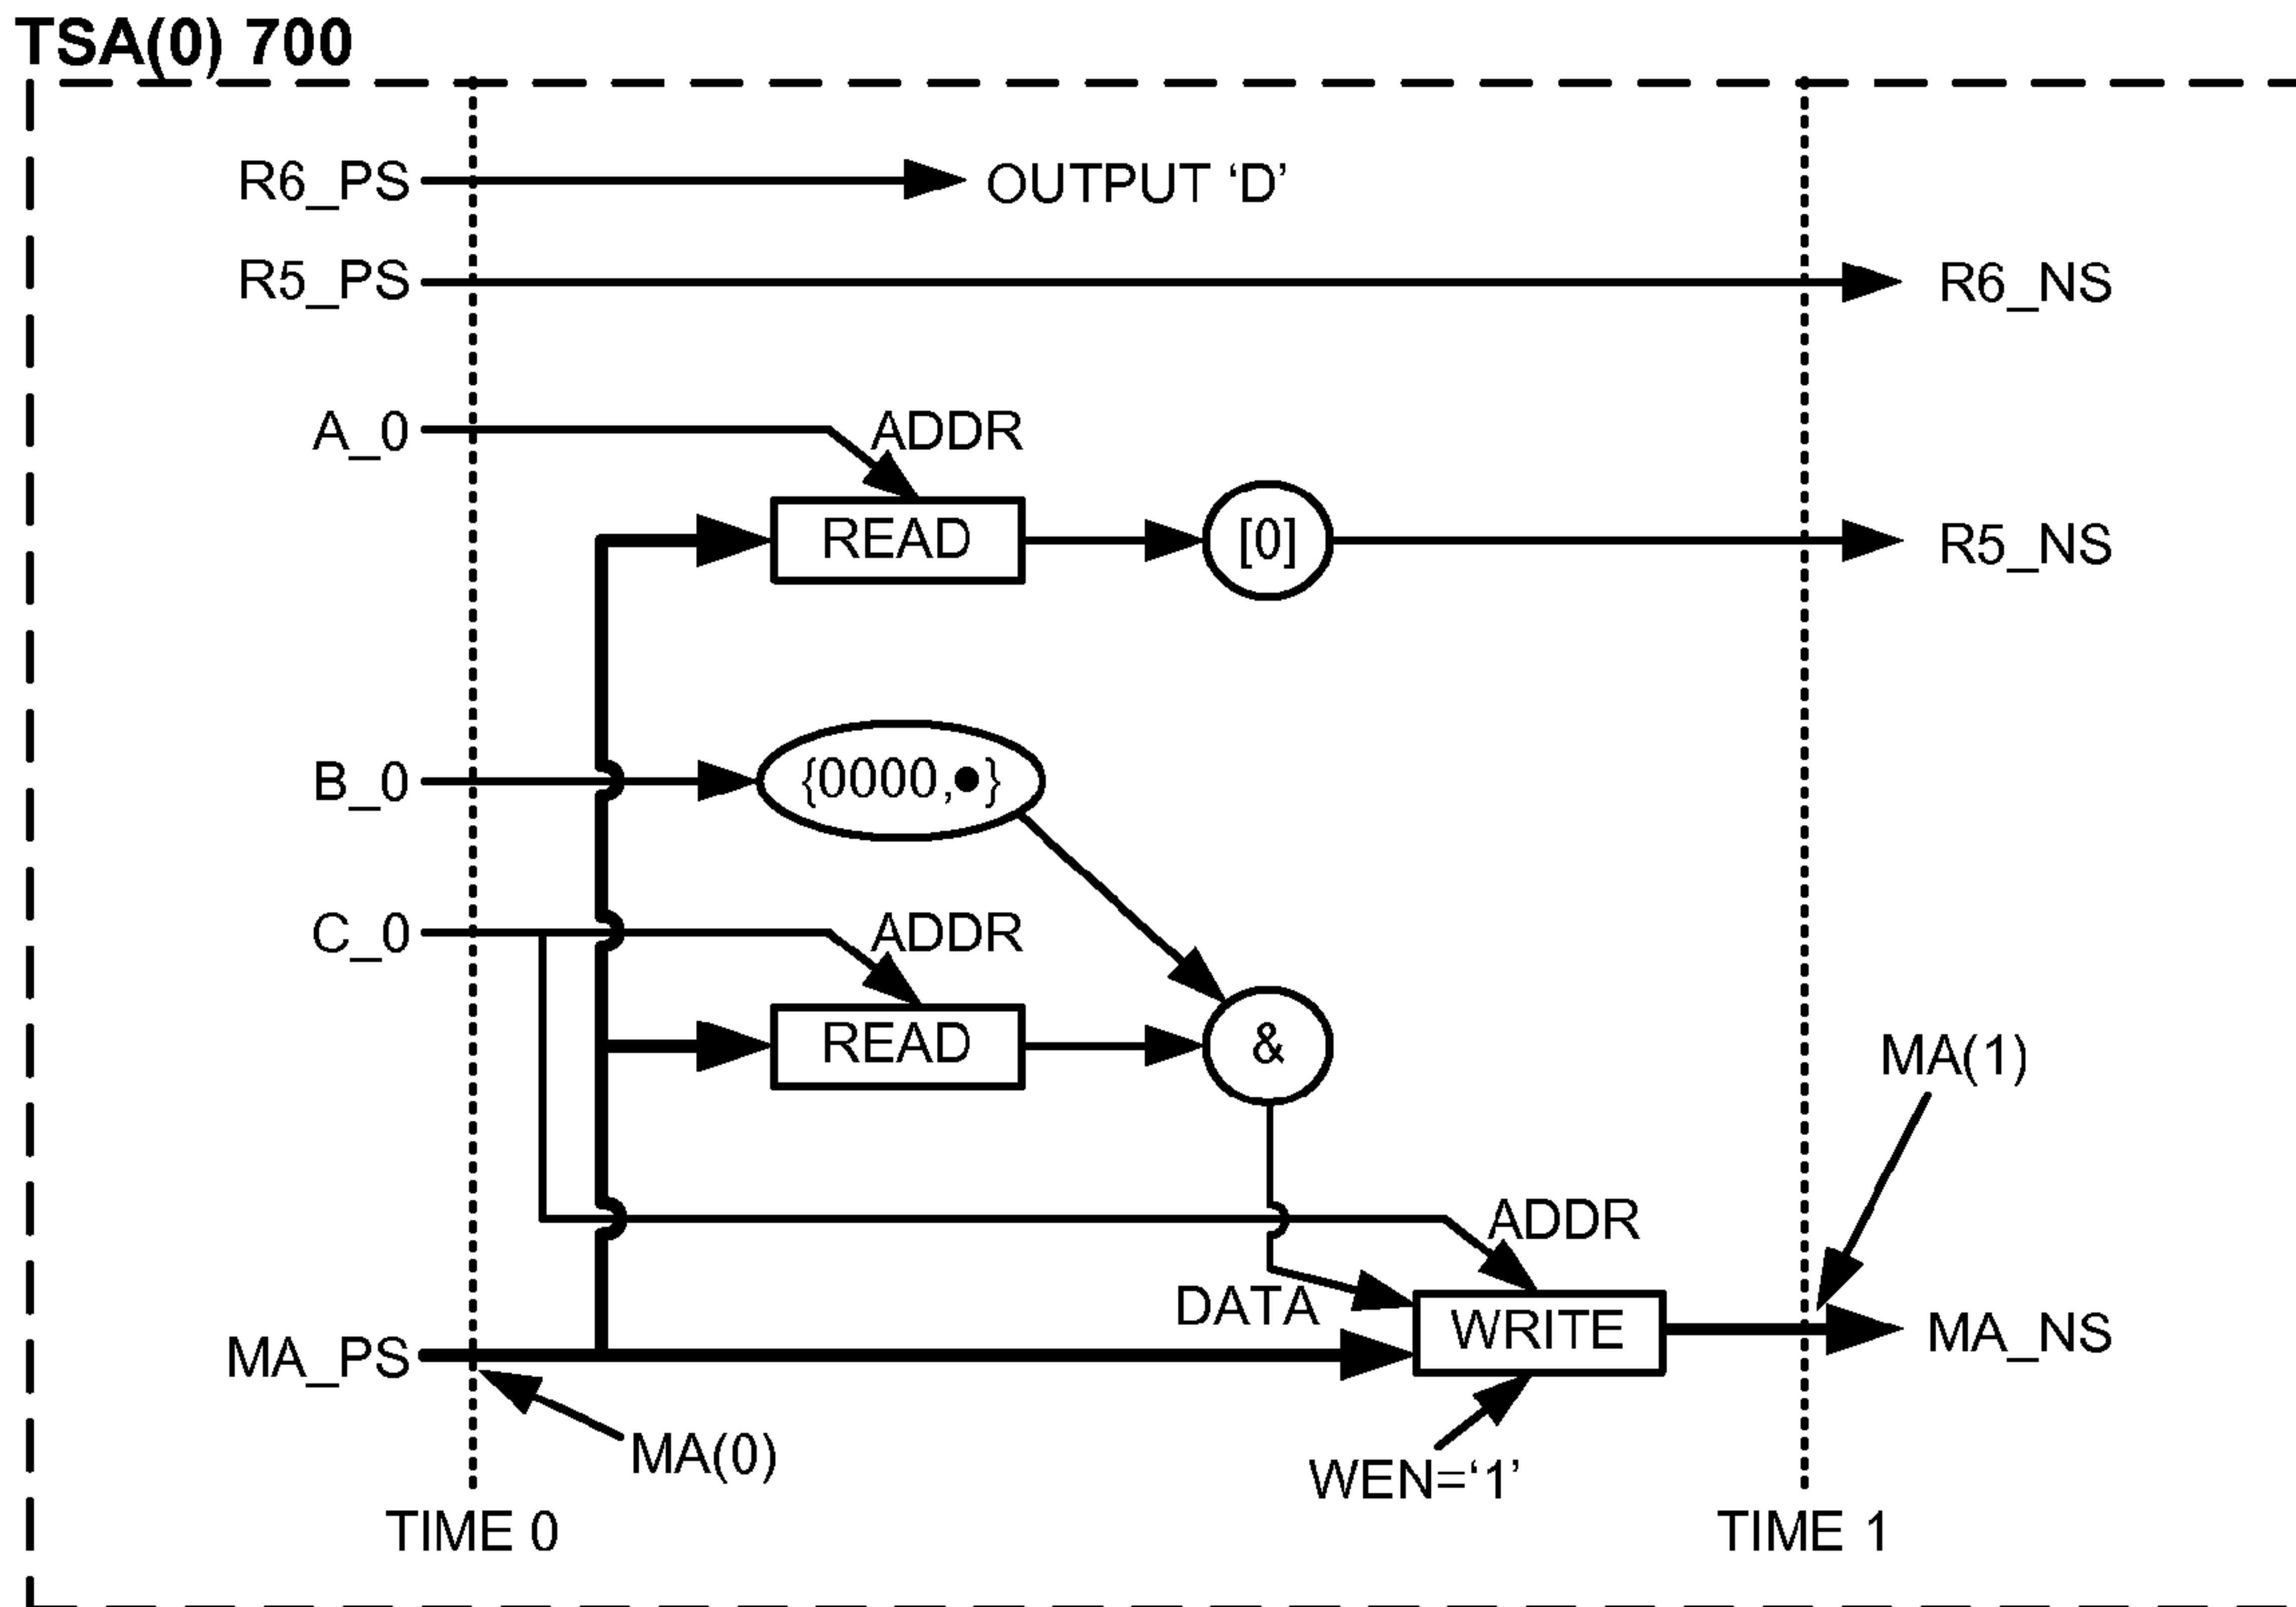 TSA(0) 700
R6_PS
OUTPUT ‘D’
R5_PS
R6_NS
A_0
ADDR
READ
[0]
R5_NS
B_0
{0000,●}
C_0
ADDR
READ
&
MA(1)
ADDR
DATA
WRITE
MA_PS
MA_NS
MA(0)
WEN=‘1’
TIME 0
TIME 1